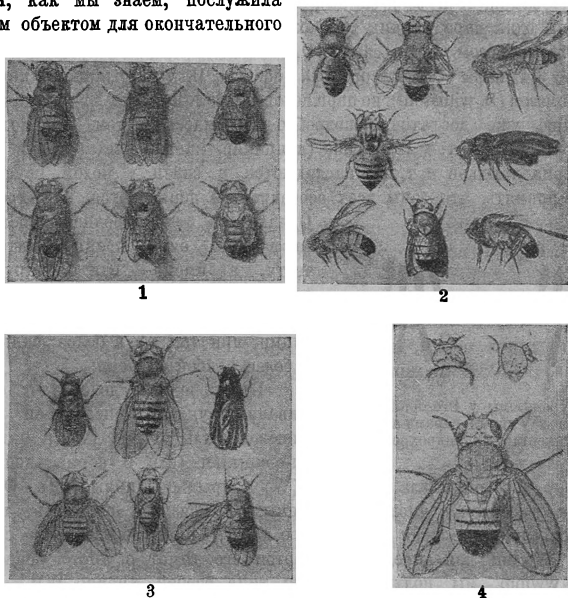 как мы знаем, послужила
объектом для окончательного
1
2
3
4